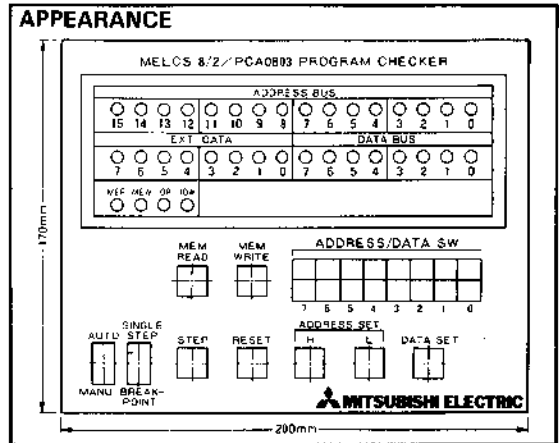 APPEARANCE
MELCS 8/2/PCA0803 PROGRAM CHECKER
ADDRESS BUS
15 14 13 12 11 10 9 8 7 6 5 4 3 2 1 0
EXT DATA DATA BUS
7 6 5 4 3 2 1 0 7 6 5 4 3 2 1 0
MEW
MEM READ MEM WRITE ADDRESS/DATA SW
7 6 5 4 3 2 1 0
AUTO SINGLE STEP STEP RESET ADDRESS SET H L DATA SET
MANU BREAK-POINT
MITSUBISHI ELECTRIC
170mm
200mm